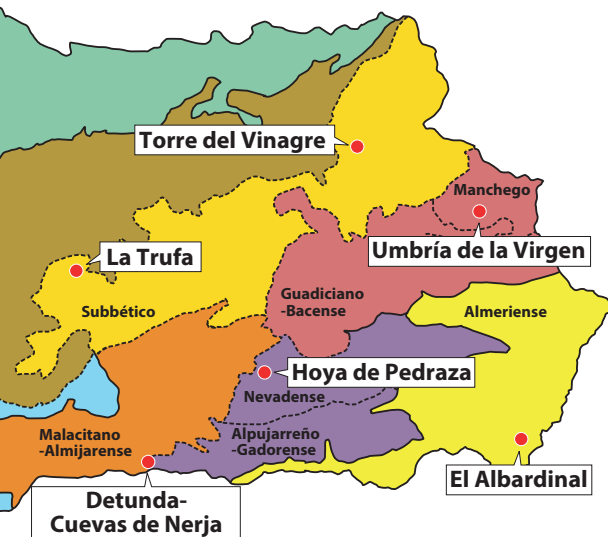 Torre del Vinagre
Manchego
Umbría de la Virgen
La Trufa
Guadiciano
-Bacense
Almeriense
Subbético
Hoya de Pedraza
Nevadense
Malacitano
-Almijarense
Alpujarreño
-Gadorense
El Albardinal
Detunda-
Cuevas de Nerja